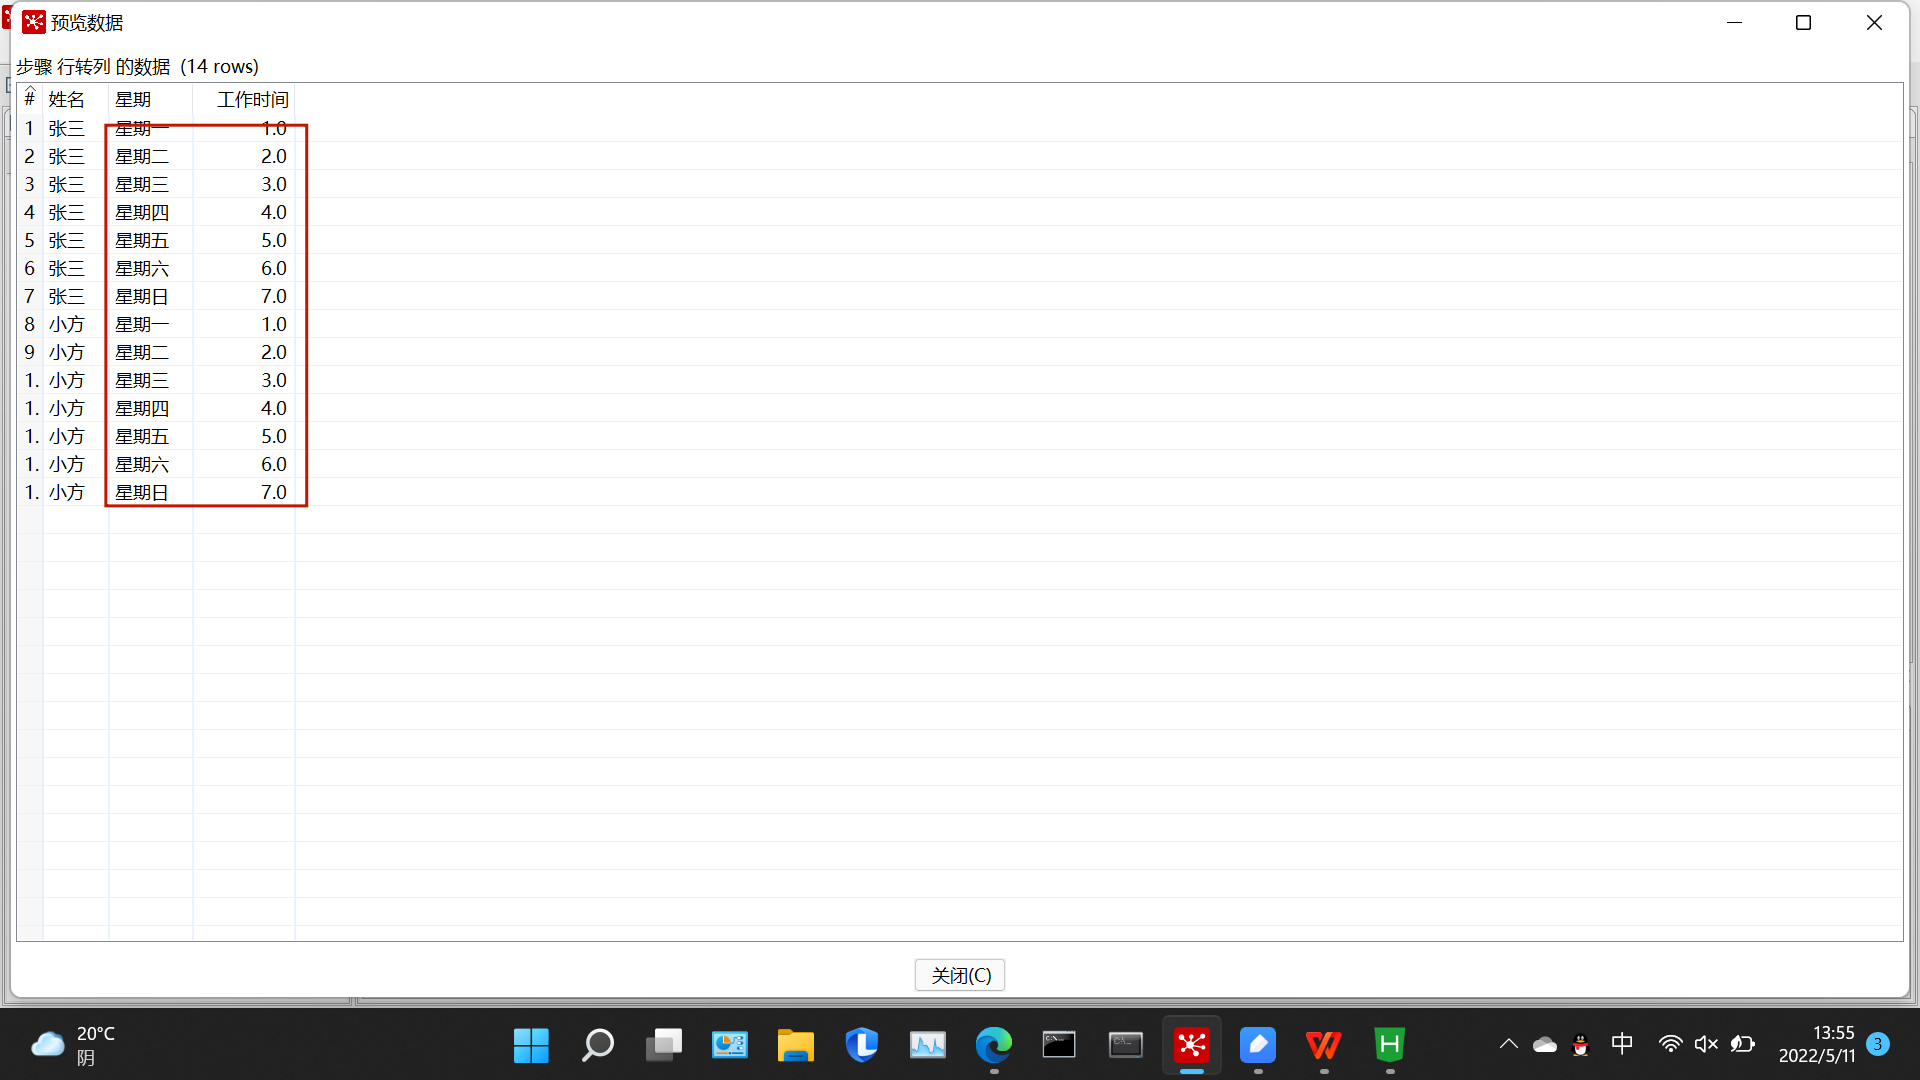 预览数据
步骤 行转列 的数据 (14 rows)
# 姓名 星期 工作时间
1 张三 星期一 1.0
2 张三 星期二 2.0
3 张三 星期三 3.0
4 张三 星期四 4.0
5 张三 星期五 5.0
6 张三 星期六 6.0
7 张三 星期日 7.0
8 小方 星期一 1.0
9 小方 星期二 2.0
1. 小方 星期三 3.0
1. 小方 星期四 4.0
1. 小方 星期五 5.0
1. 小方 星期六 6.0
1. 小方 星期日 7.0
关闭(C)
20°C
阴
中
13:55
2022/5/11
3